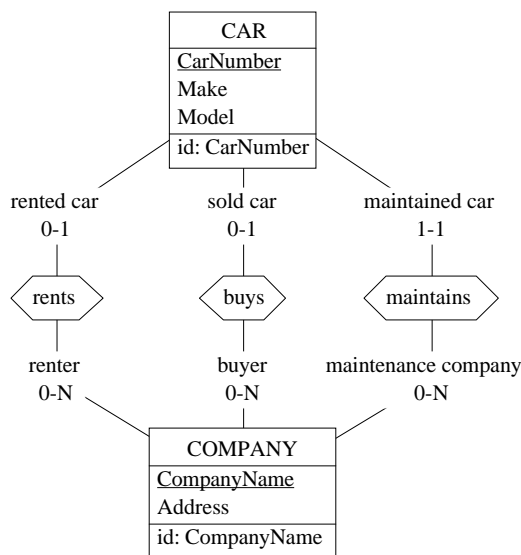 CAR
CarNumber
Make
Model
id: CarNumber
rented car
0-1
sold car
0-1
maintained car
1-1
rents
buys
maintains
renter
0-N
buyer
0-N
maintenance company
0-N
COMPANY
CompanyName
Address
id: CompanyName